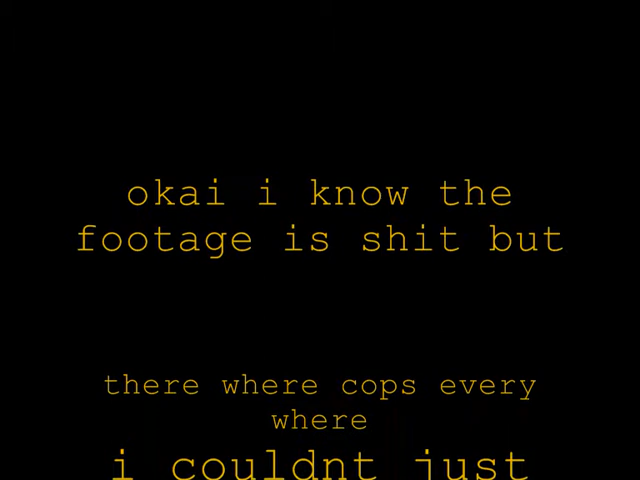 okai i know the
footage is shit but
there where cops every
where
i couldnt just